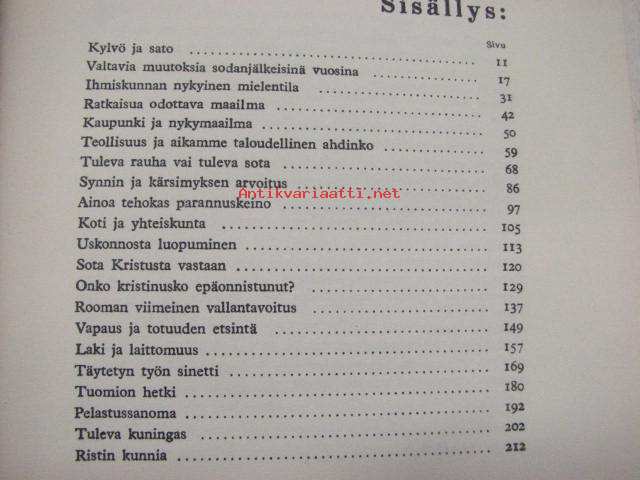 Sisällys:
Sivu
Kylvö ja sato 11
Valtavia muutoksia sodanjälkeisinä vuosina 17
Ihmiskunnan nykyinen mielentila 31
Ratkaisua odottava maailma 42
Kaupunki ja nykymaailma 50
Teollisuus ja aikamme taloudellinen ahdinko 59
Tuleva rauha vai tuleva sota 68
Synnin ja kärsimyksen arvoitus 86
Antikvariaatti.net
Ainoa tehokas parannuskeino 97
Koti ja yhteiskunta 105
Uskonnosta luopuminen 113
Sota Kristusta vastaan 120
Onko kristinusko epäonnistunut? 129
Rooman viimeinen vallantavoitus 137
Vapaus ja totuuden etsintä 149
Laki ja laittomuus 157
Täytetyn työn sinetti 169
Tuomion hetki 180
Pelastussanoma 192
Tuleva kuningas 202
Ristin kunnia 212